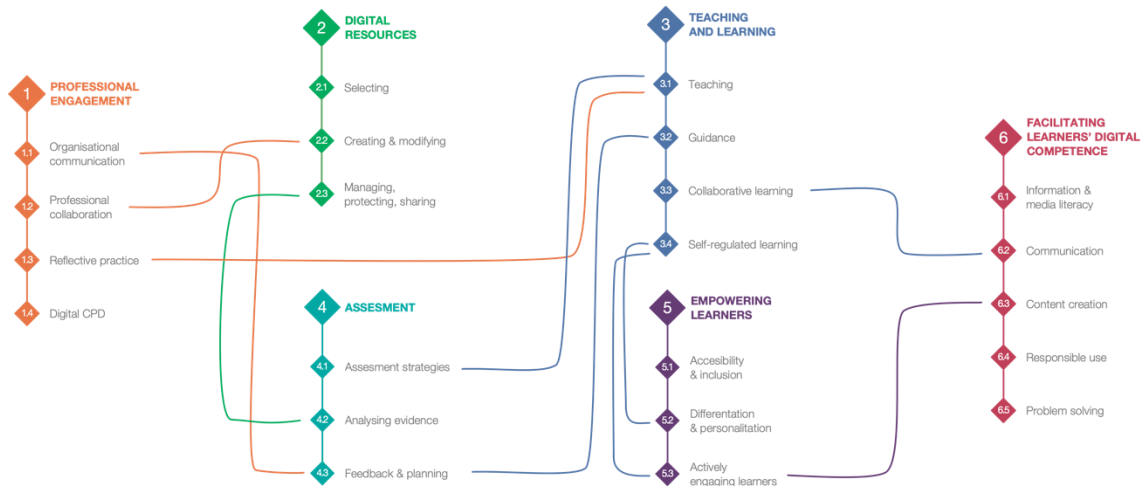 1
PROFESSIONAL
ENGAGEMENT
1.1
Organisational
communication
1.2
Professional
collaboration
1.3
Reflective practice
1.4
Digital CPD
2
DIGITAL
RESOURCES
2.1
Selecting
2.2
Creating & modifying
2.3
Managing,
protecting, sharing
3
TEACHING
AND LEARNING
3.1
Teaching
3.2
Guidance
3.3
Collaborative learning
3.4
Self-regulated learning
4
ASSESMENT
4.1
Assesment strategies
4.2
Analysing evidence
4.3
Feedback & planning
5
EMPOWERING
LEARNERS
5.1
Accesibility
& inclusion
5.2
Differentation
& personalitation
5.3
Actively
engaging learners
6
FACILITATING
LEARNERS' DIGITAL
COMPETENCE
6.1
Information &
media literacy
6.2
Communication
6.3
Content creation
6.4
Responsible use
6.5
Problem solving